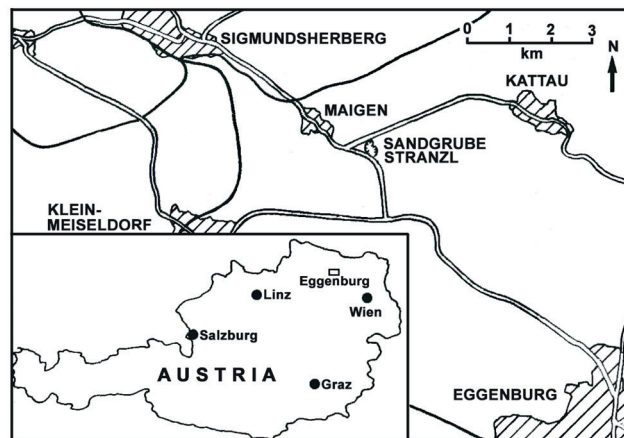 SIGMUNDSHERBERG
0 1 2 3
km
N
KATTAU
MAIGEN
SANDGRUBE
STRANZL
KLEIN-
MEISELDORF
Eggenburg
Linz
Wien
Salzburg
AUSTRIA
Graz
EGGENBURG